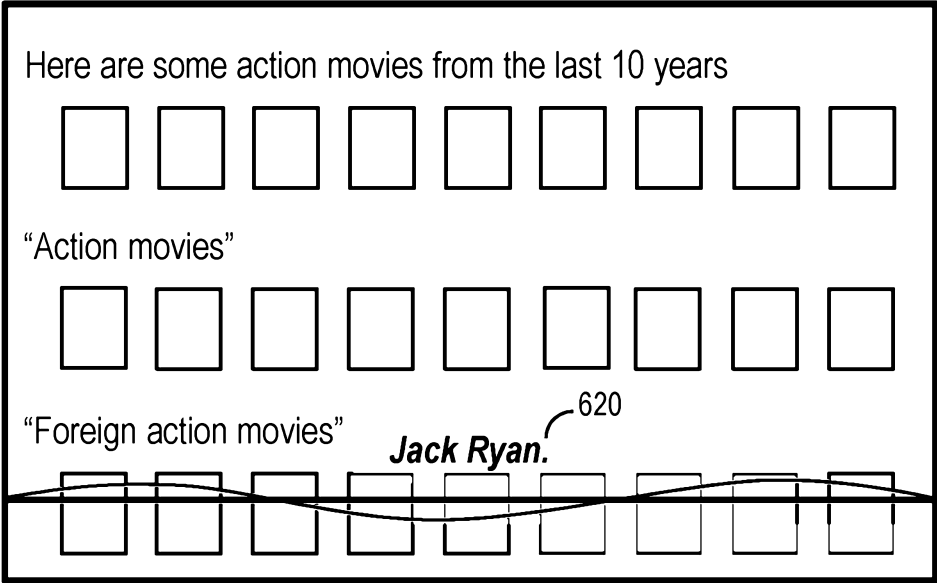 Here are some action movies from the last 10 years
“Action movies”
“Foreign action movies”
620
Jack Ryan.